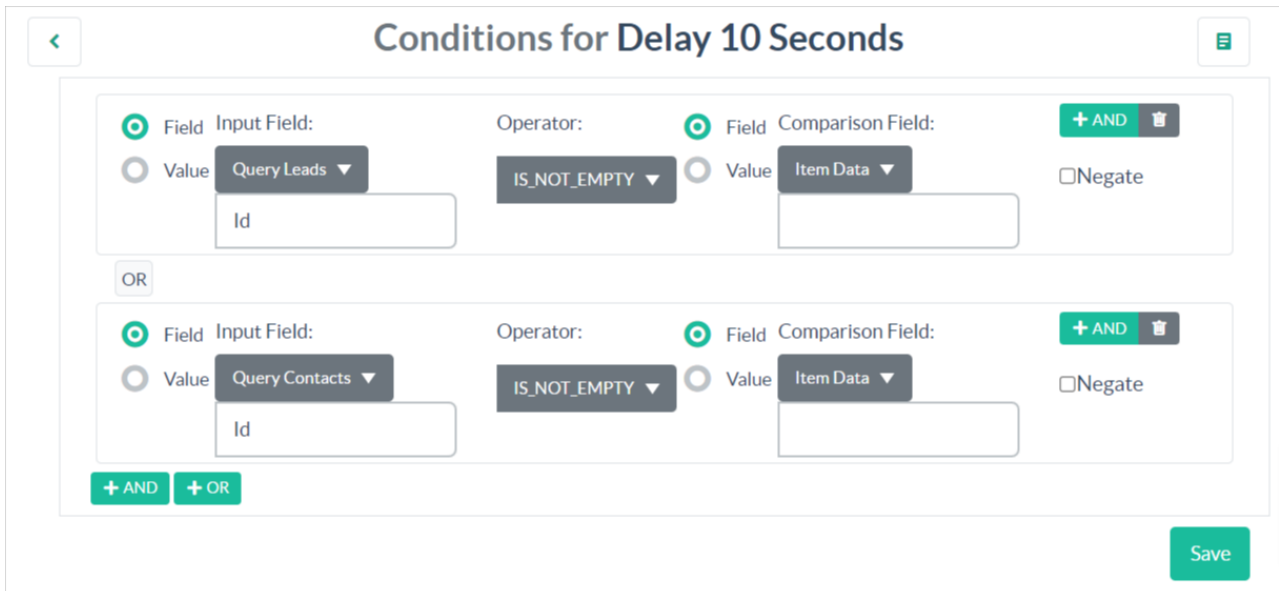 Conditions for Delay 10 Seconds
Field Input Field: Operator: Field Comparison Field: + AND
Value Query Leads IS_NOT_EMPTY Value Item Data Negate
Id
OR
Field Input Field: Operator: Field Comparison Field: + AND
Value Query Contacts IS_NOT_EMPTY Value Item Data Negate
Id
+ AND + OR
Save